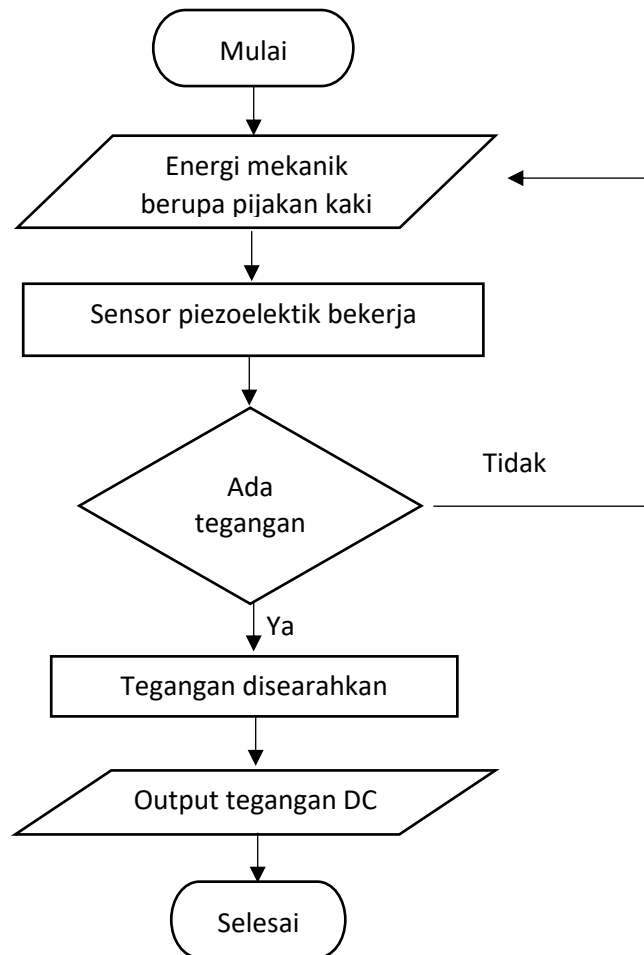 Mulai
Energi mekanik
berupa pijakan kaki
Sensor piezoelektik bekerja
Ada
tegangan
Tidak
Ya
Tegangan disearahkan
Output tegangan DC
Selesai